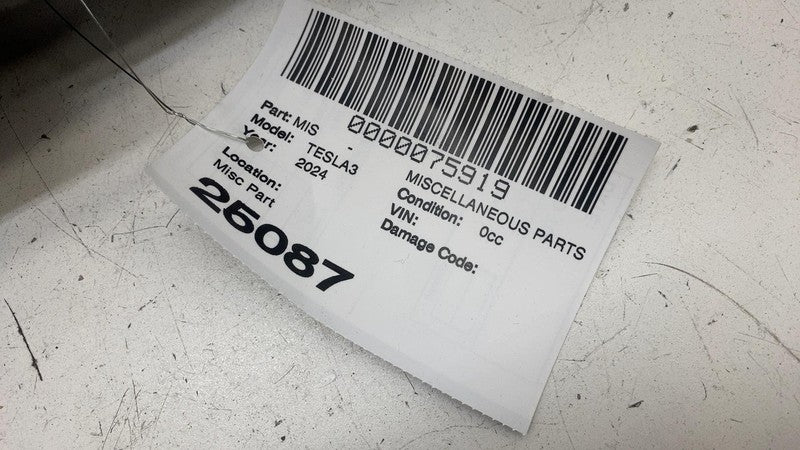 0000075919
Part: MIS - MISCELLANEOUS PARTS
Model: TESLA3 Condition: 0cc
Year: 2024 VIN:
Location: Damage Code:
Misc Part
25087